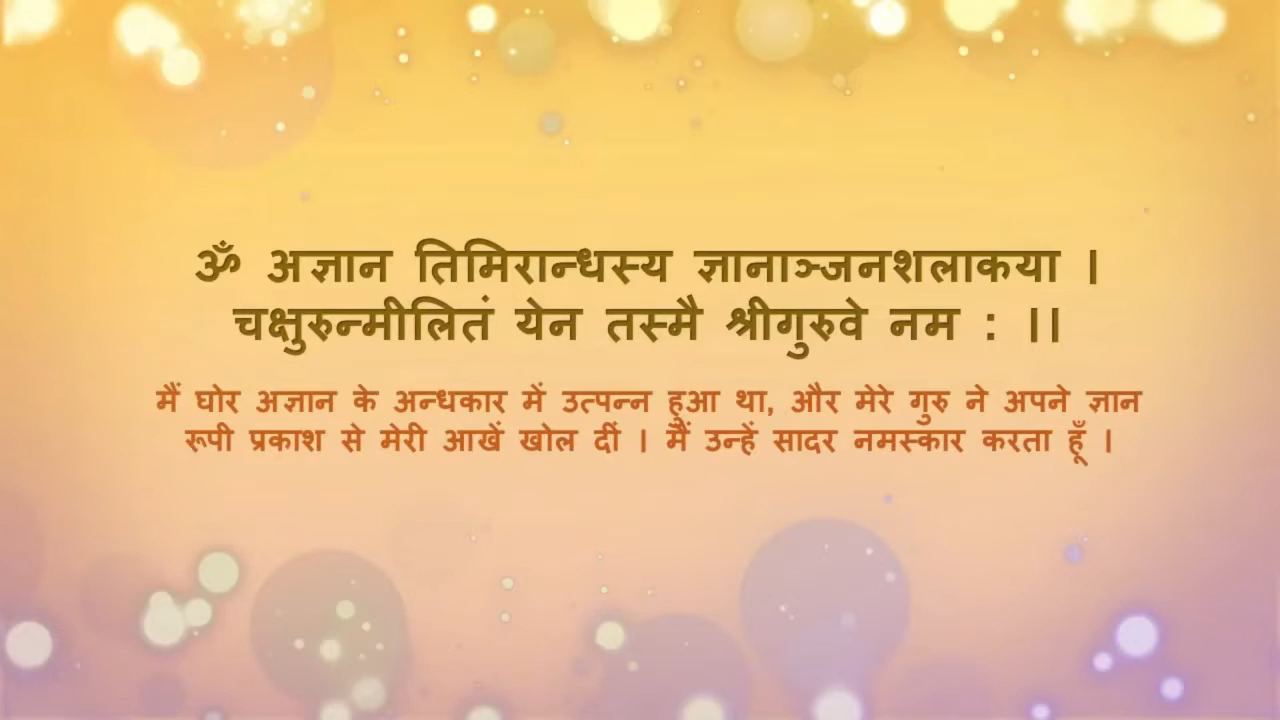 ॐ अज्ञान तिमिरान्धस्य ज्ञानाञ्जनशलाकया ।
चक्षुरुन्मीलितं येन तस्मै श्रीगुरुवे नम : ।।
मैं घोर अज्ञान के अन्धकार में उत्पन्न हुआ था, और मेरे गुरु ने अपने ज्ञान
रूपी प्रकाश से मेरी आखें खोल दीं । मैं उन्हें सादर नमस्कार करता हूँ ।